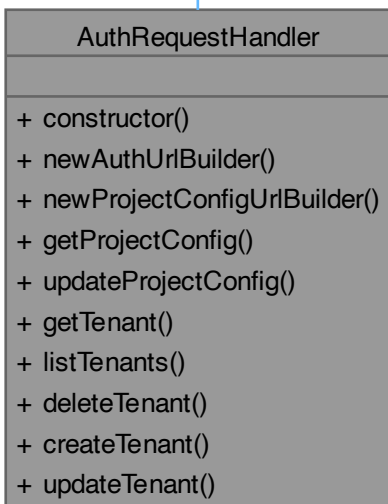 AuthRequestHandler
+ constructor()
+ newAuthUrlBuilder()
+ newProjectConfigUrlBuilder()
+ getProjectConfig()
+ updateProjectConfig()
+ getTenant()
+ listTenants()
+ deleteTenant()
+ createTenant()
+ updateTenant()